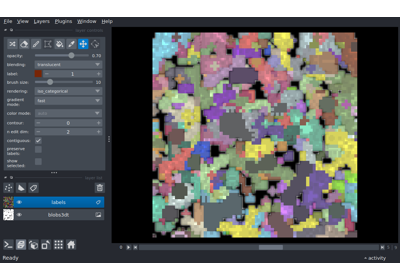 File View Layers Plugins Window Help
opacity: 0.70
blending: translucent
label: 1
brush size: 10
rendering: iso_categorical
gradient mode: fast
color mode:
contour: 0
n edit dim: 2
contiguous:
preserve labels:
show selected:
labels
blobs3dt
0
Ready
activity